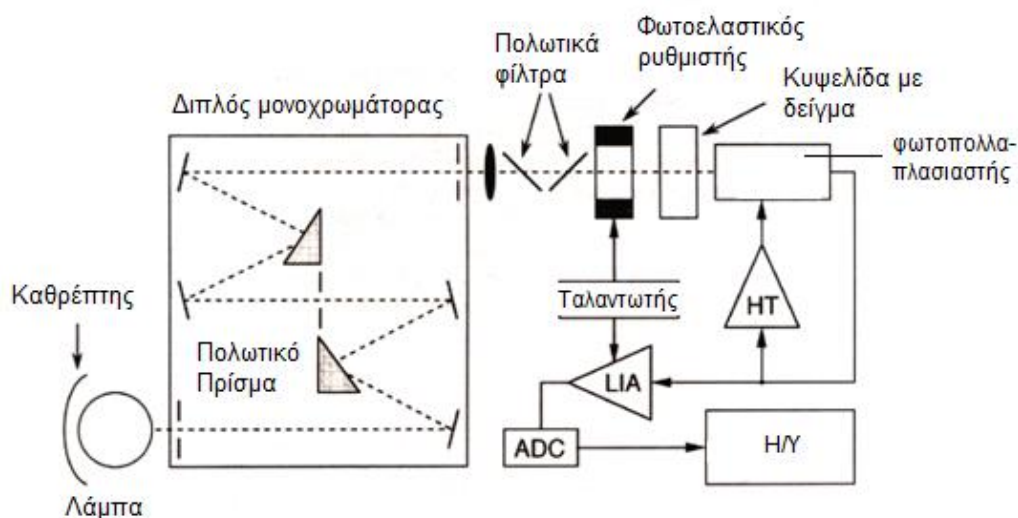 Φωτοελαστικός
ρυθμιστής
Πολωτικά
φίλτρα
Κυψελίδα με
δείγμα
Διπλός μονοχρωμάτορας
φωτοπολλα-
πλασιαστής
Καθρέπτης
Ταλαντωτής
HT
Πολωτικό
Πρίσμα
LIA
ADC
Η/Υ
Λάμπα